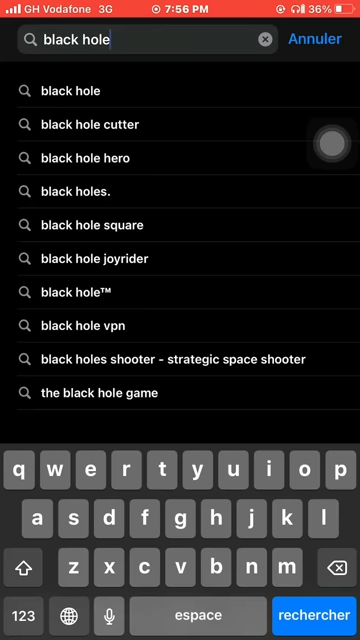 GH Vodafone 3G 7:56 PM 36%
black hole Annuler
black hole
black hole cutter
black hole hero
black holes.
black hole square
black hole joyrider
black hole™
black hole vpn
black holes shooter - strategic space shooter
the black hole game
q w e r t y u i o p
a s d f g h j k l
z x c v b n m
123 espace rechercher